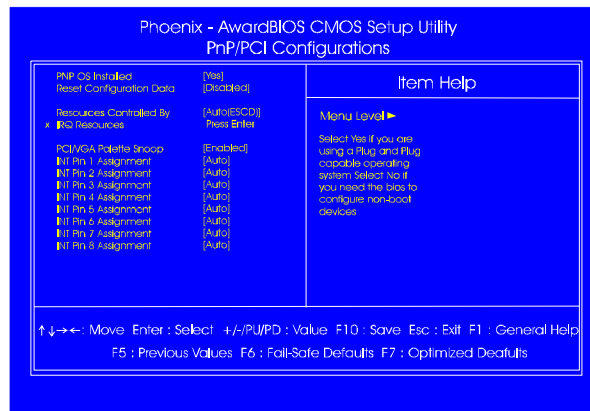 Phoenix - AwardBIOS CMOS Setup Utility
PnP/PCI Configurations
PNP OS Installed [Yes]
Reset Configuration Data [Disabled]
Resources Controlled By [Auto(ESCD)]
x IRQ Resources Press Enter
PCI/VGA Palette Snoop [Enabled]
INT Pin 1 Assignment [Auto]
INT Pin 2 Assignment [Auto]
INT Pin 3 Assignment [Auto]
INT Pin 4 Assignment [Auto]
INT Pin 5 Assignment [Auto]
INT Pin 6 Assignment [Auto]
INT Pin 7 Assignment [Auto]
INT Pin 8 Assignment [Auto]
Item Help
Menu Level ►
Select Yes if you are
using a Plug and Plug
capable operating
system Select No if
you need the bios to
configure non-boot
devices
↑↓→←: Move Enter : Select +/-/PU/PD : Value F10 : Save Esc : Exit F1 : General Help
F5 : Previous Values F6 : Fail-Safe Defaults F7 : Optimized Deafults